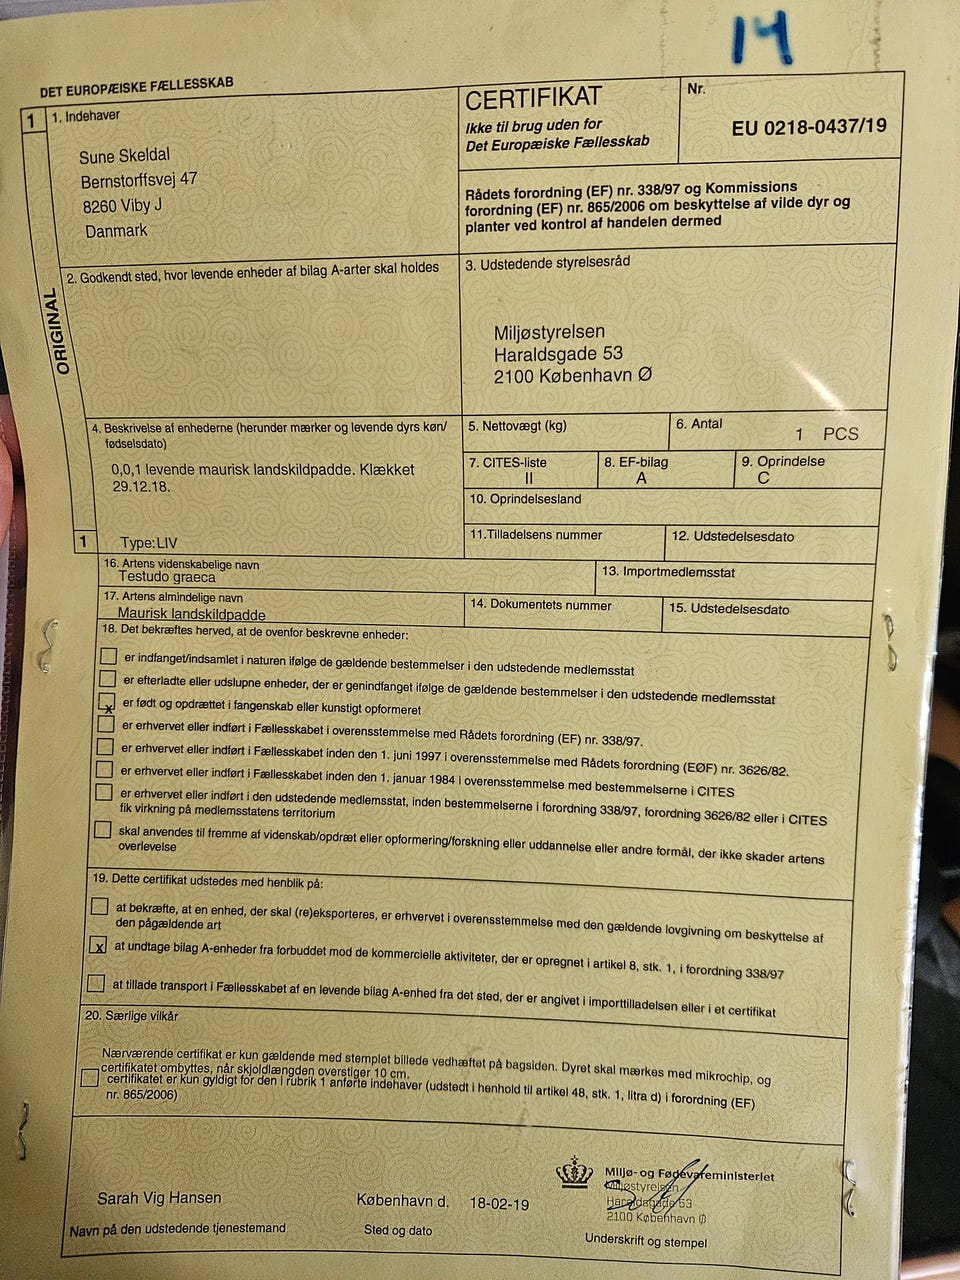 14
DET EUROPÆISKE FÆLLESSKAB
1
1. Indehaver
Sune Skeldal
Bernstorffsvej 47
8260 Viby J
Danmark
CERTIFIKAT
Ikke til brug uden for
Det Europæiske Fællesskab
Nr.
EU 0218-0437/19
Rådets forordning (EF) nr. 338/97 og Kommissions
forordning (EF) nr. 865/2006 om beskyttelse af vilde dyr og
planter ved kontrol af handelen dermed
ORIGINAL
2. Godkendt sted, hvor levende enheder af bilag A-arter skal holdes
3. Udstedende styrelsesråd
Miljøstyrelsen
Haraldsgade 53
2100 København Ø
4. Beskrivelse af enhederne (herunder mærker og levende dyrs køn/
fødselsdato)
0,0,1 levende maurisk landskildpadde. Klækket
29.12.18.
Type:LIV
1
5. Nettovægt (kg)
6. Antal
1 PCS
7. CITES-liste
II
8. EF-bilag
A
9. Oprindelse
C
10. Oprindelsesland
11.Tilladelsens nummer
12. Udstedelsesdato
16. Artens videnskabelige navn
Testudo graeca
13. Importmedlemsstat
17. Artens almindelige navn
Maurisk landskildpadde
14. Dokumentets nummer
15. Udstedelsesdato
18. Det bekræftes herved, at de ovenfor beskrevne enheder:
er indfanget/indsamlet i naturen ifølge de gældende bestemmelser i den udstedende medlemsstat
er efterladte eller udslupne enheder, der er genindfanget ifølge de gældende bestemmelser i den udstedende medlemsstat
x er født og opdrættet i fangenskab eller kunstigt opformeret
er erhvervet eller indført i Fællesskabet i overensstemmelse med Rådets forordning (EF) nr. 338/97.
er erhvervet eller indført i Fællesskabet inden den 1. juni 1997 i overensstemmelse med Rådets forordning (EØF) nr. 3626/82.
er erhvervet eller indført i Fællesskabet inden den 1. januar 1984 i overensstemmelse med bestemmelserne i CITES
er erhvervet eller indført i den udstedende medlemsstat, inden bestemmelserne i forordning 338/97, forordning 3626/82 eller i CITES
fik virkning på medlemsstatens territorium
skal anvendes til fremme af videnskab/opdræt eller opformering/forskning eller uddannelse eller andre formål, der ikke skader artens
overlevelse
19. Dette certifikat udstedes med henblik på:
at bekræfte, at en enhed, der skal (re)eksporteres, er erhvervet i overensstemmelse med den gældende lovgivning om beskyttelse af
den pågældende art
x at undtage bilag A-enheder fra forbuddet mod de kommercielle aktiviteter, der er opregnet i artikel 8, stk. 1, i forordning 338/97
at tillade transport i Fællesskabet af en levende bilag A-enhed fra det sted, der er angivet i importtilladelsen eller i et certifikat
20. Særlige vilkår
Nærværende certifikat er kun gældende med stemplet billede vedhæftet på bagsiden. Dyret skal mærkes med mikrochip, og
certifikatet ombyttes, når skjoldlængden overstiger 10 cm.
certifikatet er kun gyldigt for den i rubrik 1 anførte indehaver (udstedt i henhold til artikel 48, stk. 1, litra d) i forordning (EF)
nr. 865/2006)
Sarah Vig Hansen
Navn på den udstedende tjenestemand
København d. 18-02-19
Sted og dato
Miljø- og Fødevareministeriet
Miljøstyrelsen
Haraldsgade 53
2100 København Ø
Underskrift og stempel